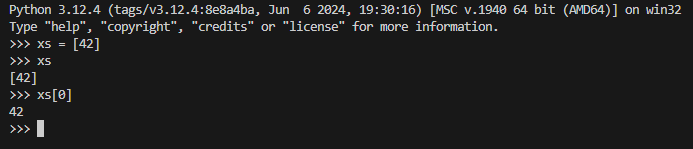 Python 3.12.4 (tags/v3.12.4:8e8a4ba, Jun  6 2024, 19:30:16) [MSC v.1940 64 bit (AMD64)] on win32
Type "help", "copyright", "credits" or "license" for more information.
>>> xs = [42]
>>> xs
[42]
>>> xs[0]
42
>>>